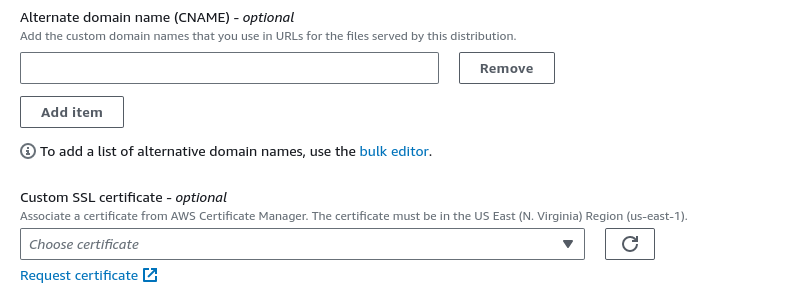 Alternate domain name (CNAME) - optional
Add the custom domain names that you use in URLs for the files served by this distribution.
Remove
Add item
To add a list of alternative domain names, use the bulk editor.
Custom SSL certificate - optional
Associate a certificate from AWS Certificate Manager. The certificate must be in the US East (N. Virginia) Region (us-east-1).
Choose certificate
Request certificate